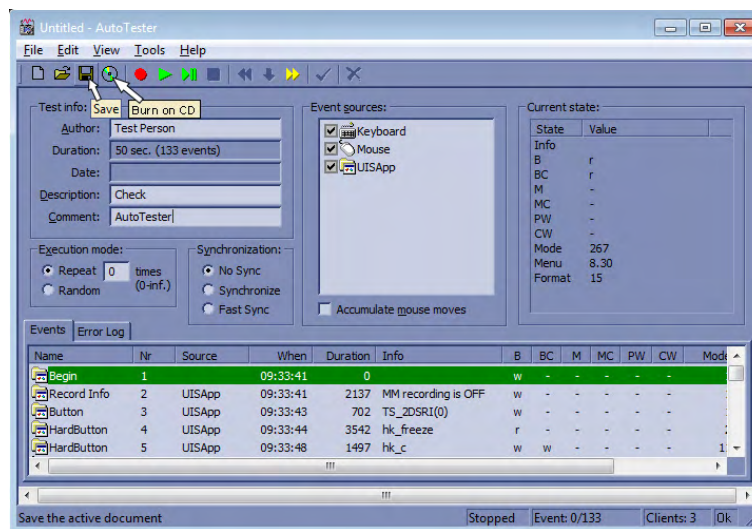 Untitled - AutoTester
File Edit View Tools Help
Save
Burn on CD
Test info:
Author: Test Person
Duration: 50 sec. (133 events)
Date:
Description: Check
Comment: AutoTester
Event sources:
Keyboard
Mouse
UISApp
Accumulate mouse moves
Current state:
State Value
Info
B r
BC r
M -
MC -
PW -
CW -
Mode 267
Menu 8.30
Format 15
Execution mode:
Repeat 0 times
(0-inf.)
Random
Synchronization:
No Sync
Synchronize
Fast Sync
Events Error Log
Name Nr Source When Duration Info B BC M MC PW CW Mode
Begin 1 09:33:41 0 w - - - - -
Record Info 2 UISApp 09:33:41 2137 MM recording is OFF w - - - - -
Button 3 UISApp 09:33:43 702 TS_2DSRI(0) w - - - - -
HardButton 4 UISApp 09:33:44 3542 hk_freeze r - - - - -
HardButton 5 UISApp 09:33:48 1497 hk_c w w - - - - 1
Save the active document Stopped Event: 0/133 Clients: 3 Ok